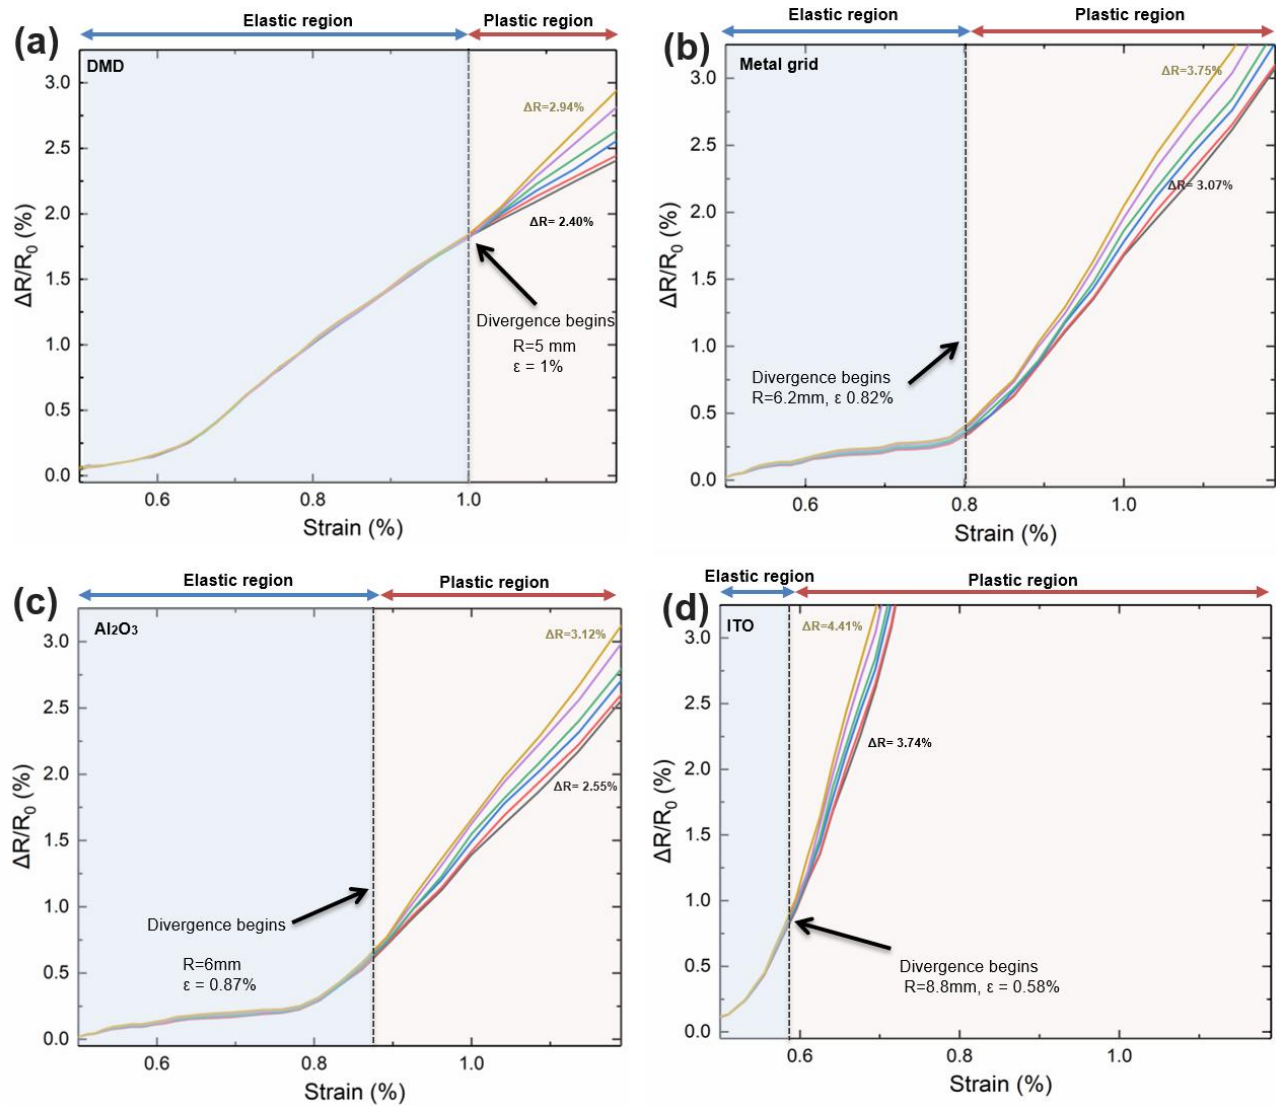 Elastic region
Plastic region
(a)
DMD
3.0
2.5
2.0
1.5
1.0
0.5
0.0
ΔR/R0 (%)
ΔR=2.94%
ΔR= 2.40%
Divergence begins
R=5 mm
ε = 1%
0.6
0.8
1.0
Strain (%)
Elastic region
Plastic region
(b)
Metal grid
3.0
2.5
2.0
1.5
1.0
0.5
0.0
ΔR/R0 (%)
ΔR=3.75%
ΔR= 3.07%
Divergence begins
R=6.2mm, ε 0.82%
0.6
0.8
1.0
Strain (%)
Elastic region
Plastic region
(c)
Al2O3
3.0
2.5
2.0
1.5
1.0
0.5
0.0
ΔR/R0 (%)
ΔR=3.12%
ΔR= 2.55%
Divergence begins
R=6mm
ε = 0.87%
0.6
0.8
1.0
Strain (%)
Elastic region
Plastic region
(d)
ITO
3.0
2.5
2.0
1.5
1.0
0.5
0.0
ΔR/R0 (%)
ΔR=4.41%
ΔR= 3.74%
Divergence begins
R=8.8mm, ε = 0.58%
0.6
0.8
1.0
Strain (%)